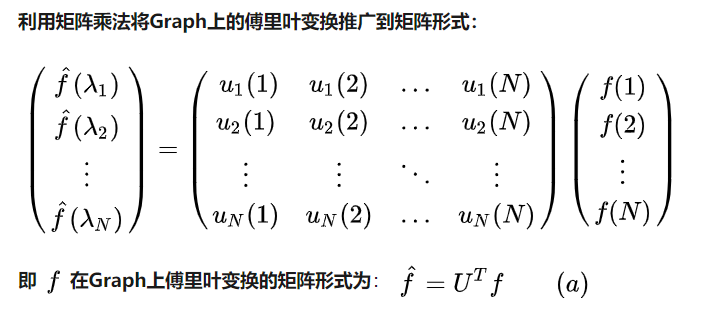 利用矩阵乘法将Graph上的傅里叶变换推广到矩阵形式：
f̂(λ₁) u₁(1) u₁(2) … u₁(N) f(1)
f̂(λ₂) u₂(1) u₂(2) … u₂(N) f(2)
⋮ = ⋮ ⋮ ⋱ ⋮ ⋮
f̂(λ_N) u_N(1) u_N(2) … u_N(N) f(N)
即 f 在Graph上傅里叶变换的矩阵形式为： f̂ = Uᵀf (a)